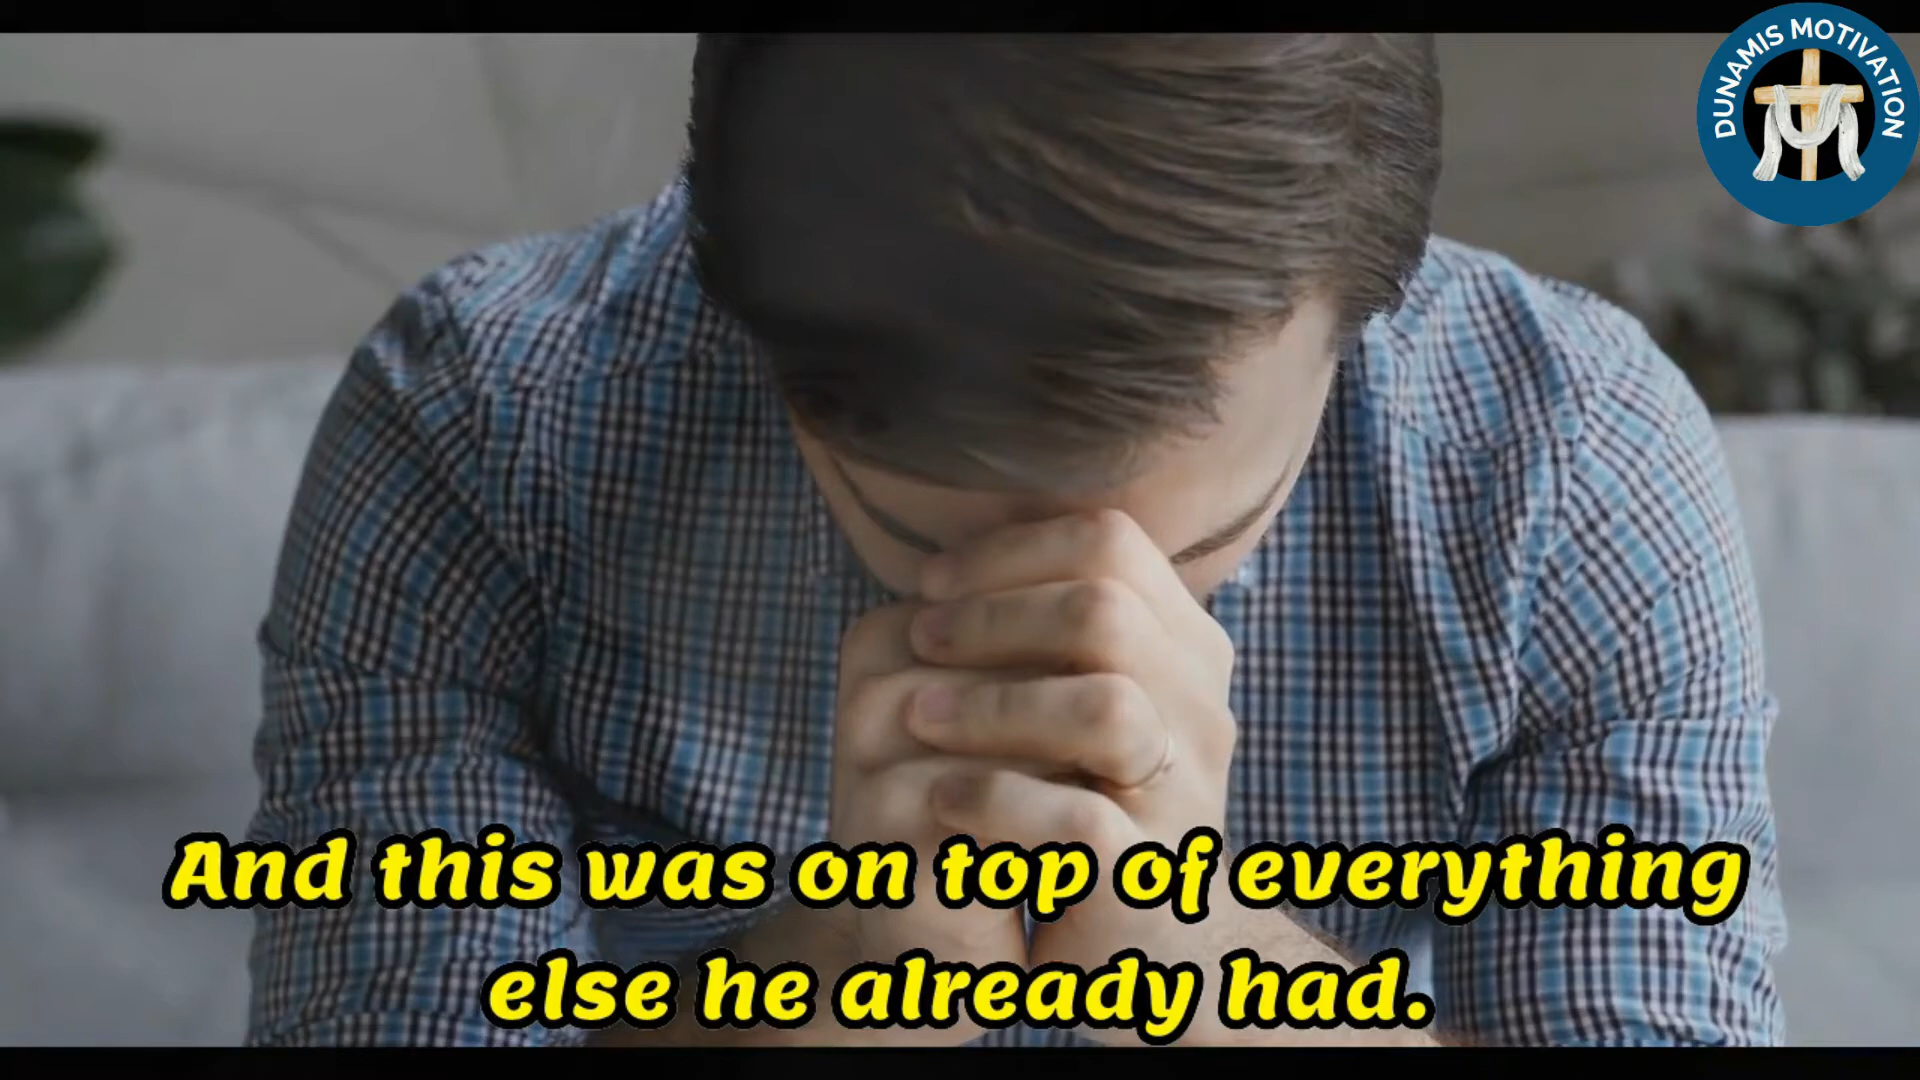 DUNAMIS MOTIVATION
And this was on top of everything
else he already had.